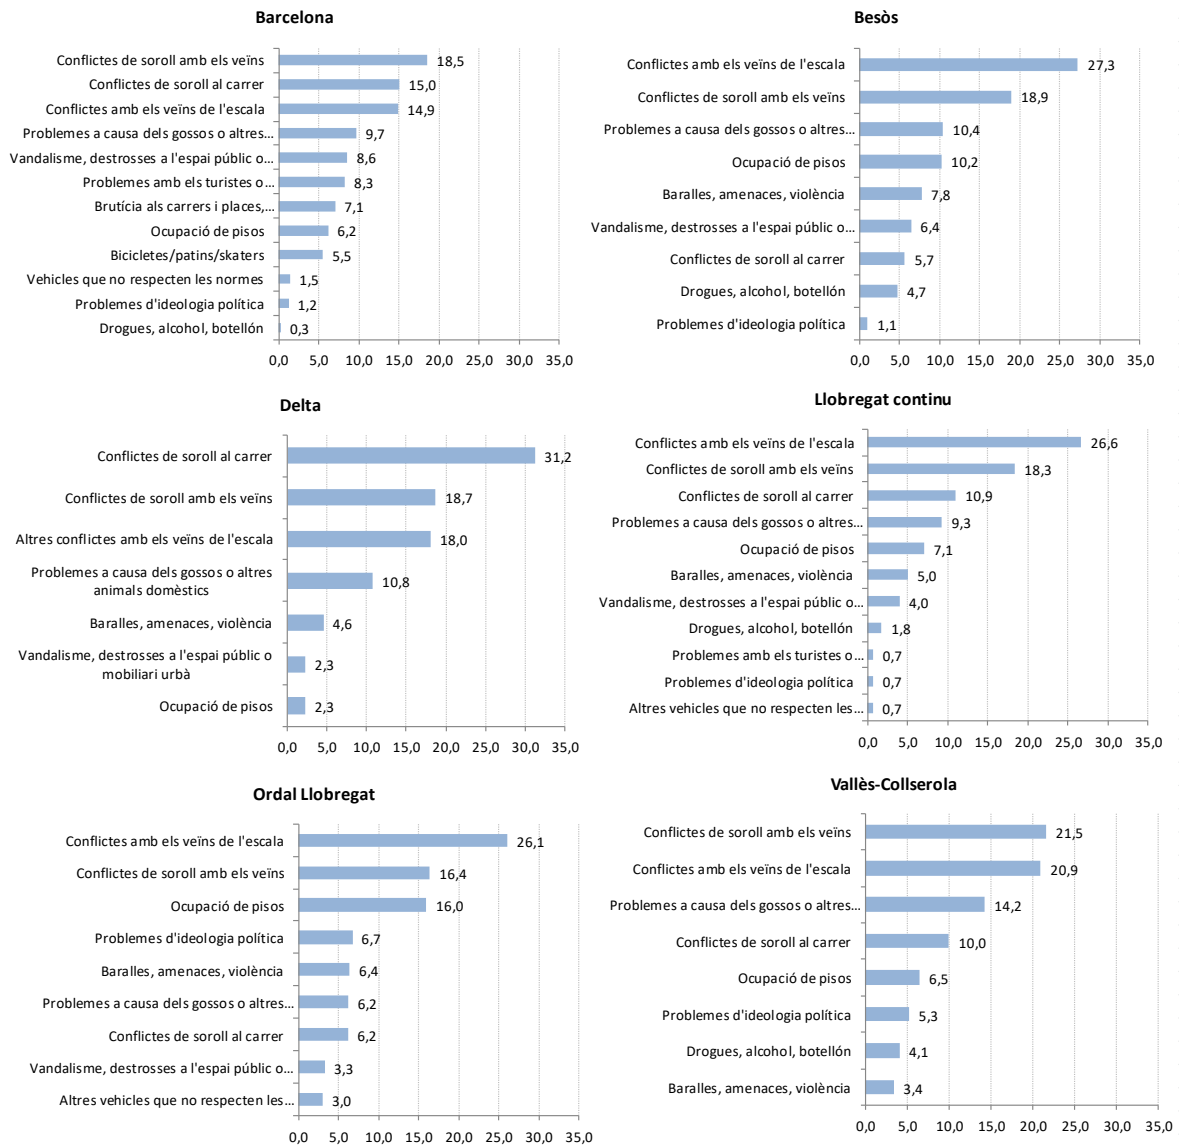 Barcelona
Conflictes de soroll amb els veïns 18,5
Conflictes de soroll al carrer 15,0
Conflictes amb els veïns de l'escala 14,9
Problemes a causa dels gossos o altres… 9,7
Vandalisme, destrosses a l'espai públic o… 8,6
Problemes amb els turistes o… 8,3
Brutícia als carrers i places,… 7,1
Ocupació de pisos 6,2
Bicicletes/patins/skaters 5,5
Vehicles que no respecten les normes 1,5
Problemes d'ideologia política 1,2
Drogues, alcohol, botellón 0,3
0,0 5,0 10,0 15,0 20,0 25,0 30,0 35,0
Besòs
Conflictes amb els veïns de l'escala 27,3
Conflictes de soroll amb els veïns 18,9
Problemes a causa dels gossos o altres… 10,4
Ocupació de pisos 10,2
Baralles, amenaces, violència 7,8
Vandalisme, destrosses a l'espai públic o… 6,4
Conflictes de soroll al carrer 5,7
Drogues, alcohol, botellón 4,7
Problemes d'ideologia política 1,1
0,0 5,0 10,0 15,0 20,0 25,0 30,0 35,0
Delta
Conflictes de soroll al carrer 31,2
Conflictes de soroll amb els veïns 18,7
Altres conflictes amb els veïns de l'escala 18,0
Problemes a causa dels gossos o altres
animals domèstics 10,8
Baralles, amenaces, violència 4,6
Vandalisme, destrosses a l'espai públic o
mobiliari urbà 2,3
Ocupació de pisos 2,3
0,0 5,0 10,0 15,0 20,0 25,0 30,0 35,0
Llobregat continu
Conflictes amb els veïns de l'escala 26,6
Conflictes de soroll amb els veïns 18,3
Conflictes de soroll al carrer 10,9
Problemes a causa dels gossos o altres… 9,3
Ocupació de pisos 7,1
Baralles, amenaces, violència 5,0
Vandalisme, destrosses a l'espai públic o… 4,0
Drogues, alcohol, botellón 1,8
Problemes amb els turistes o… 0,7
Problemes d'ideologia política 0,7
Altres vehicles que no respecten les… 0,7
0,0 5,0 10,0 15,0 20,0 25,0 30,0 35,0
Ordal Llobregat
Conflictes amb els veïns de l'escala 26,1
Conflictes de soroll amb els veïns 16,4
Ocupació de pisos 16,0
Problemes d'ideologia política 6,7
Baralles, amenaces, violència 6,4
Problemes a causa dels gossos o altres… 6,2
Conflictes de soroll al carrer 6,2
Vandalisme, destrosses a l'espai públic o… 3,3
Altres vehicles que no respecten les… 3,0
0,0 5,0 10,0 15,0 20,0 25,0 30,0 35,0
Vallès-Collserola
Conflictes de soroll amb els veïns 21,5
Conflictes amb els veïns de l'escala 20,9
Problemes a causa dels gossos o altres… 14,2
Conflictes de soroll al carrer 10,0
Ocupació de pisos 6,5
Problemes d'ideologia política 5,3
Drogues, alcohol, botellón 4,1
Baralles, amenaces, violència 3,4
0,0 5,0 10,0 15,0 20,0 25,0 30,0 35,0